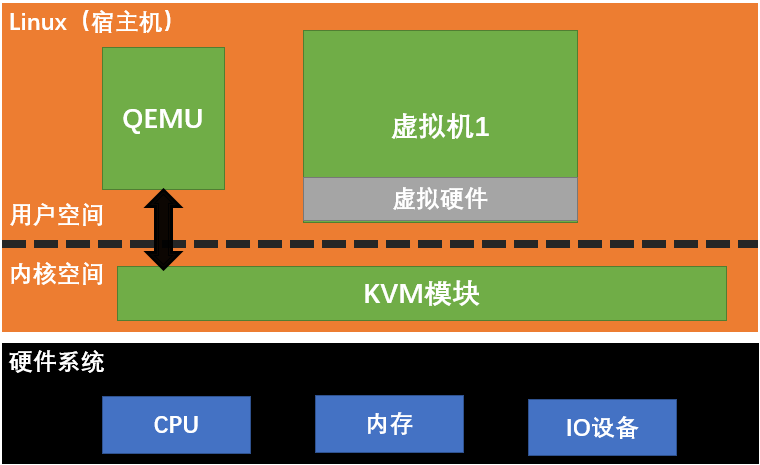 Linux（宿主机）
QEMU
虚拟机1
虚拟硬件
用户空间
内核空间
KVM模块
硬件系统
CPU
内存
IO设备